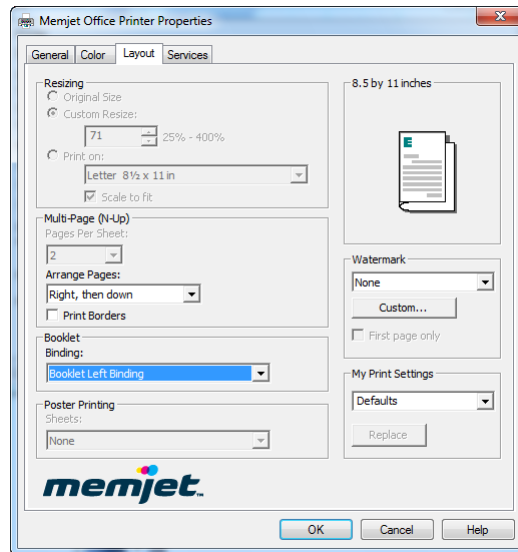 Memjet Office Printer Properties
General Color Layout Services
Resizing
Original Size
Custom Resize:
71 25% - 400%
Print on:
Letter 8½ x 11 in
Scale to fit
Multi-Page (N-Up)
Pages Per Sheet:
2
Arrange Pages:
Right, then down
Print Borders
Booklet
Binding:
Booklet Left Binding
Poster Printing
Sheets:
None
8.5 by 11 inches
E
Watermark
None
Custom...
First page only
My Print Settings
Defaults
Replace
memjet
OK Cancel Help